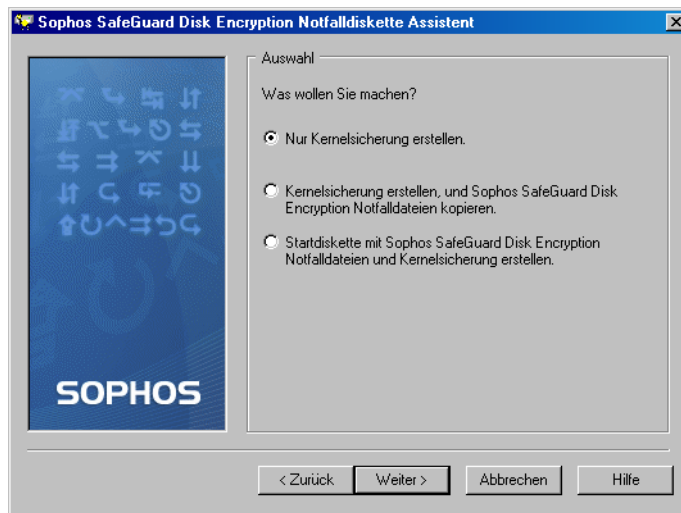 Sophos SafeGuard Disk Encryption Notfalldiskette Assistent
Auswahl
Was wollen Sie machen?
Nur Kernelsicherung erstellen.
Kernelsicherung erstellen, und Sophos SafeGuard Disk
Encryption Notfalldateien kopieren.
Startdiskette mit Sophos SafeGuard Disk Encryption
Notfalldateien und Kernelsicherung erstellen.
SOPHOS
< Zurück
Weiter >
Abbrechen
Hilfe